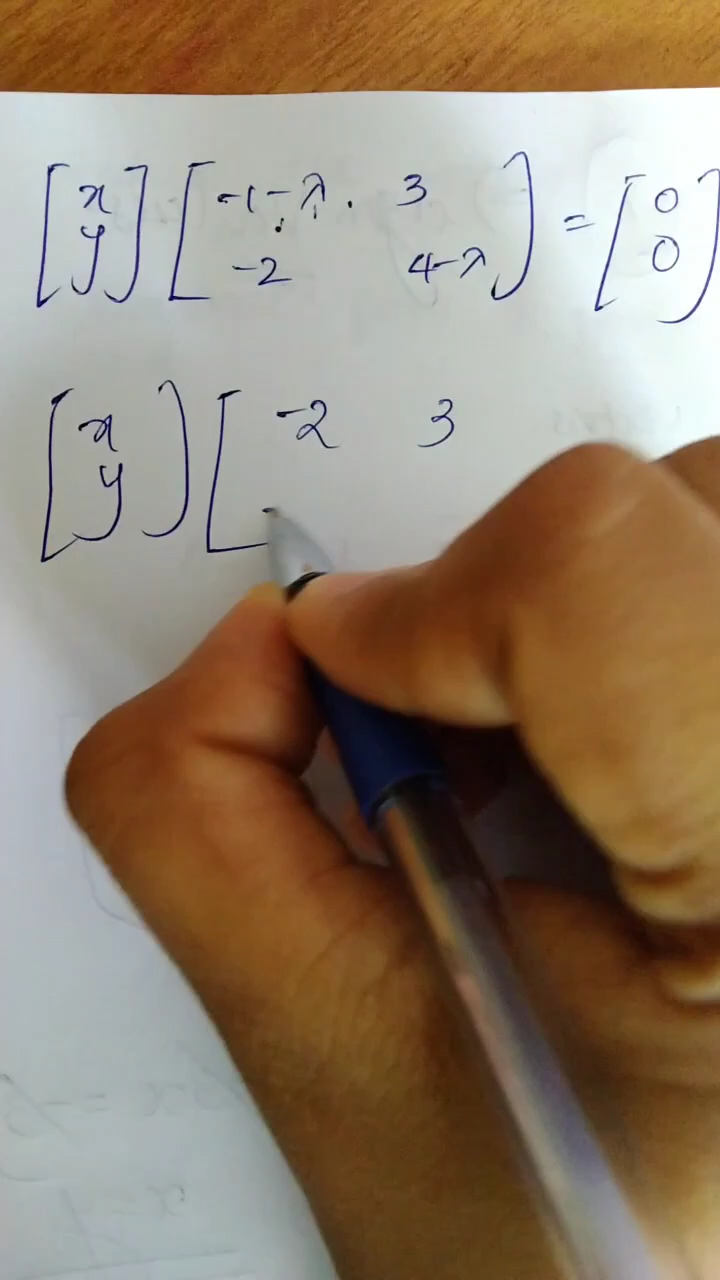 [x y] [-1-λ. 3 -2 4-λ] = [0 0]
[x y] [-2 3 -